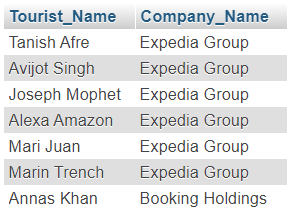 Tourist_Name Company_Name
Tanish Afre Expedia Group
Avijot Singh Expedia Group
Joseph Mophet Expedia Group
Alexa Amazon Expedia Group
Mari Juan Expedia Group
Marin Trench Expedia Group
Annas Khan Booking Holdings